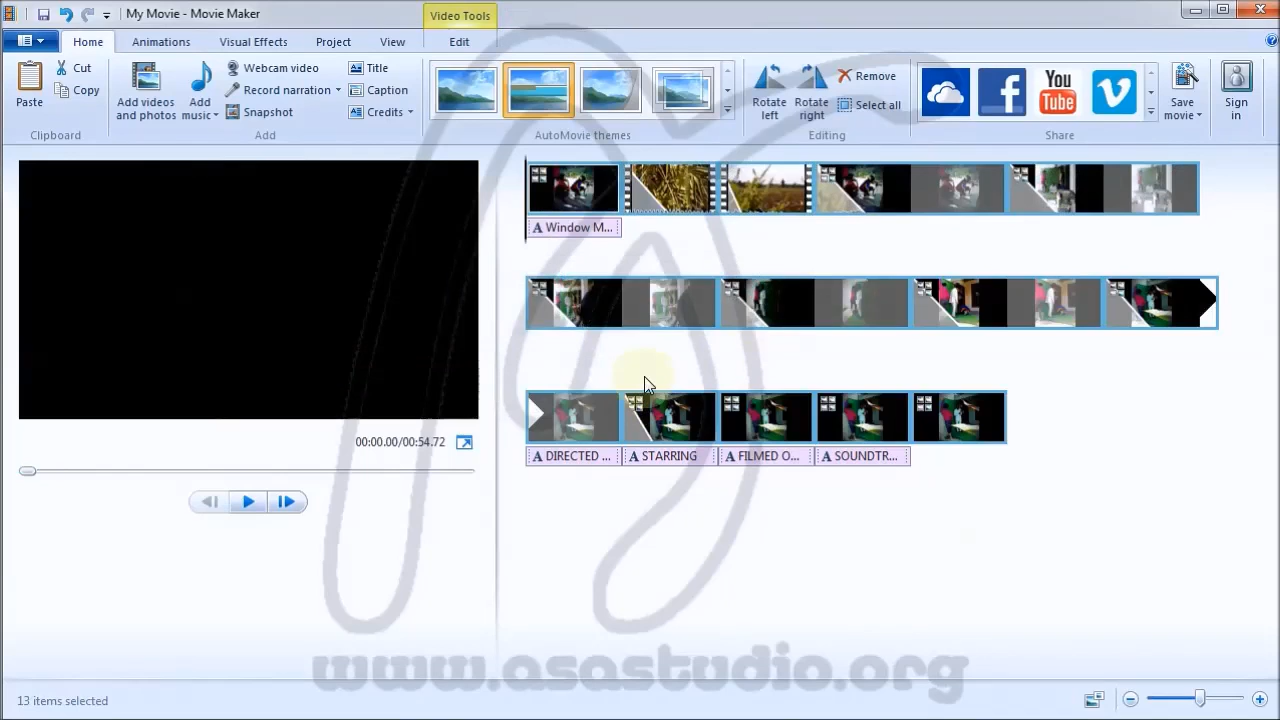 My Movie - Movie Maker
Video Tools
Home
Animations
Visual Effects
Project
View
Edit
Paste
Cut
Copy
Clipboard
Add videos
and photos
Add
music
Webcam video
Record narration
Snapshot
Title
Caption
Credits
Add
AutoMovie themes
Rotate
left
Rotate
right
Remove
Select all
Editing
You
Tube
Share
Save
movie
Sign
in
A Window M...
00:00.00/00:54.72
A DIRECTED ...
A STARRING
A FILMED O...
A SOUNDTR...
www.asastudio.org
13 items selected